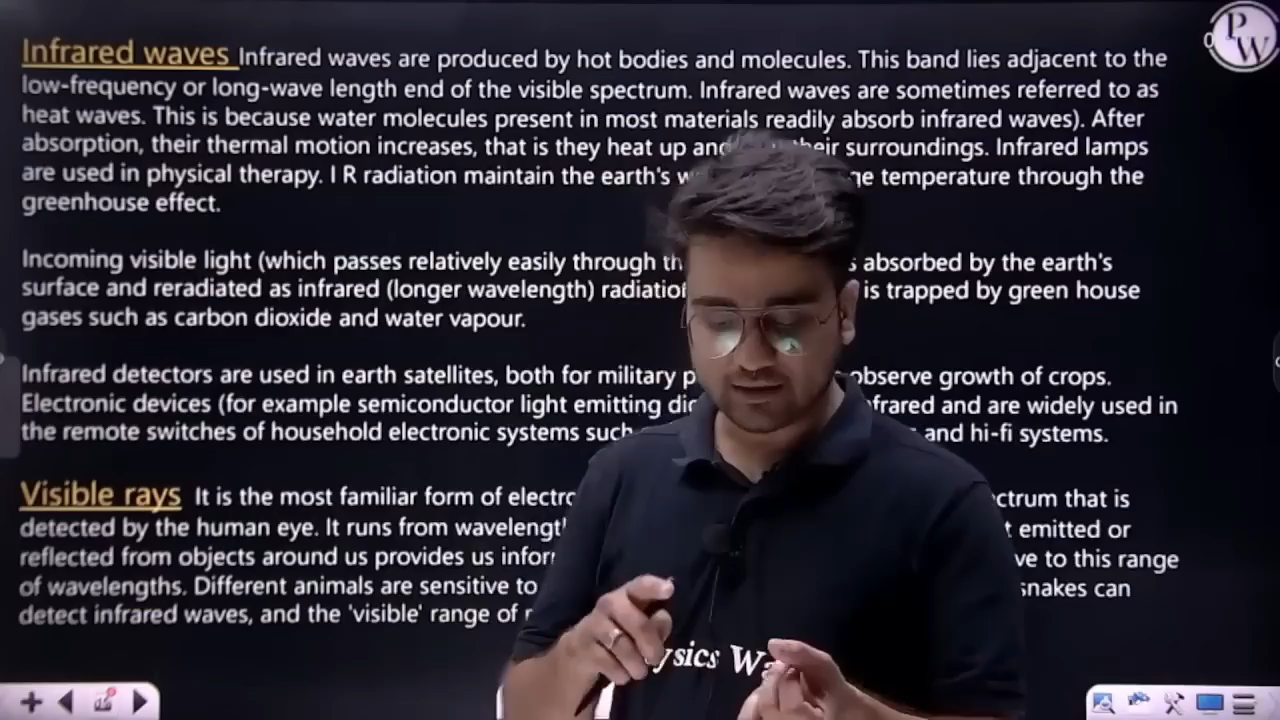 Infrared waves Infrared waves are produced by hot bodies and molecules. This band lies adjacent to the
low-frequency or long-wave length end of the visible spectrum. Infrared waves are sometimes referred to as
heat waves. This is because water molecules present in most materials readily absorb infrared waves). After
absorption, their thermal motion increases, that is they heat up and their surroundings. Infrared lamps
are used in physical therapy. I R radiation maintain the earth's temperature through the
greenhouse effect.
Incoming visible light (which passes relatively easily through absorbed by the earth's
surface and reradiated as infrared (longer wavelength) is trapped by green house
gases such as carbon dioxide and water vapour.
Infrared detectors are used in earth satellites, both for military observe growth of crops.
Electronic devices (for example semiconductor light emitting and are widely used in
the remote switches of household electronic systems such and hi-fi systems.
Visible rays It is the most familiar form of that is
detected by the human eye. It runs from emitted or
reflected from objects around us provides us to this range
of wavelengths. Different animals are sensitive to snakes can
detect infrared waves, and the 'visible' range of
PW